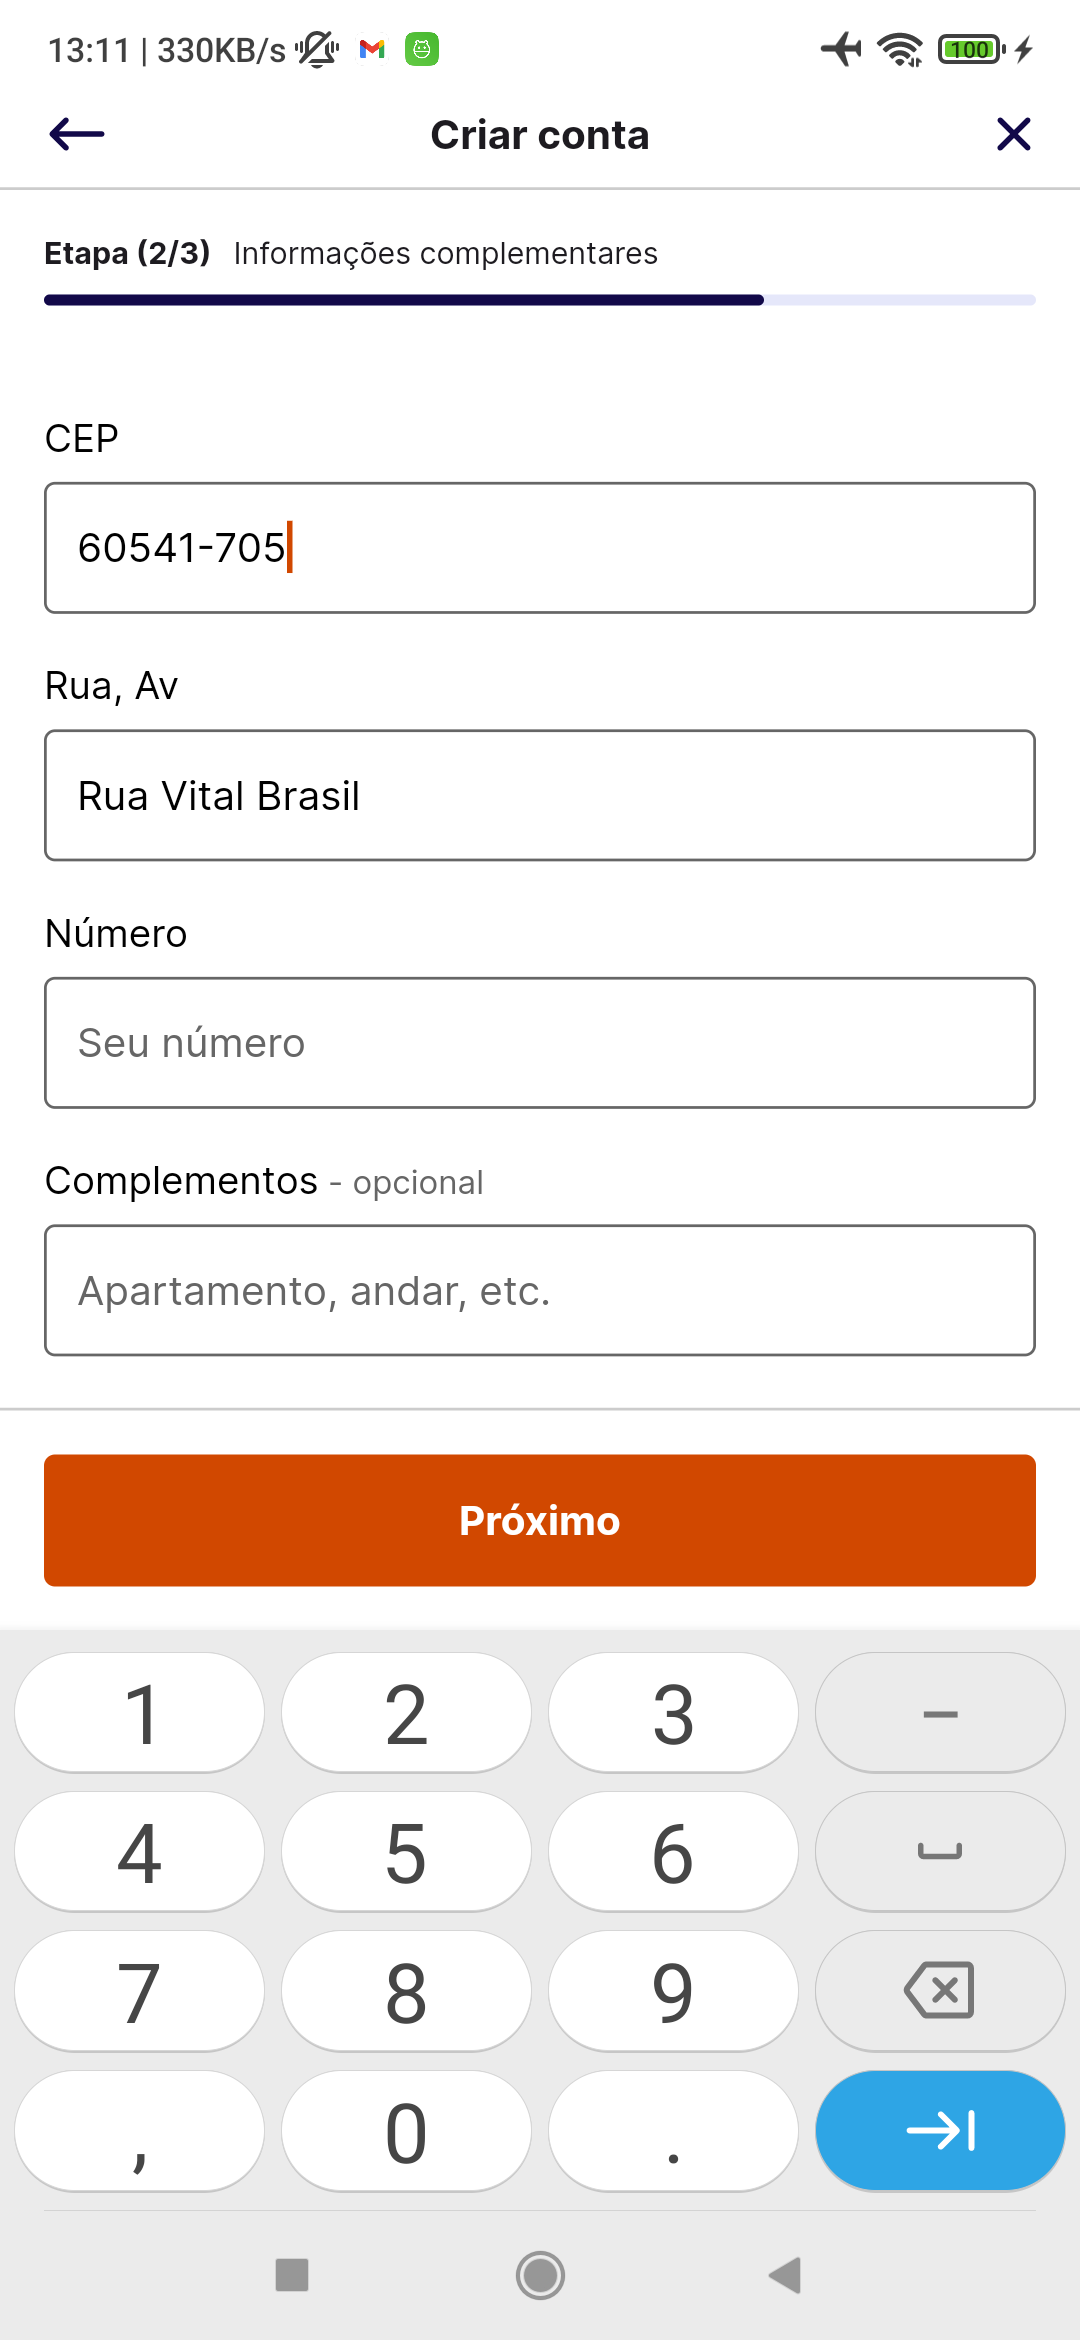 13:11 | 330KB/s 100
Criar conta
Etapa (2/3) Informações complementares
CEP
60541-705
Rua, Av
Rua Vital Brasil
Número
Seu número
Complementos - opcional
Apartamento, andar, etc.
Próximo
1 2 3 –
4 5 6
7 8 9
, 0 .